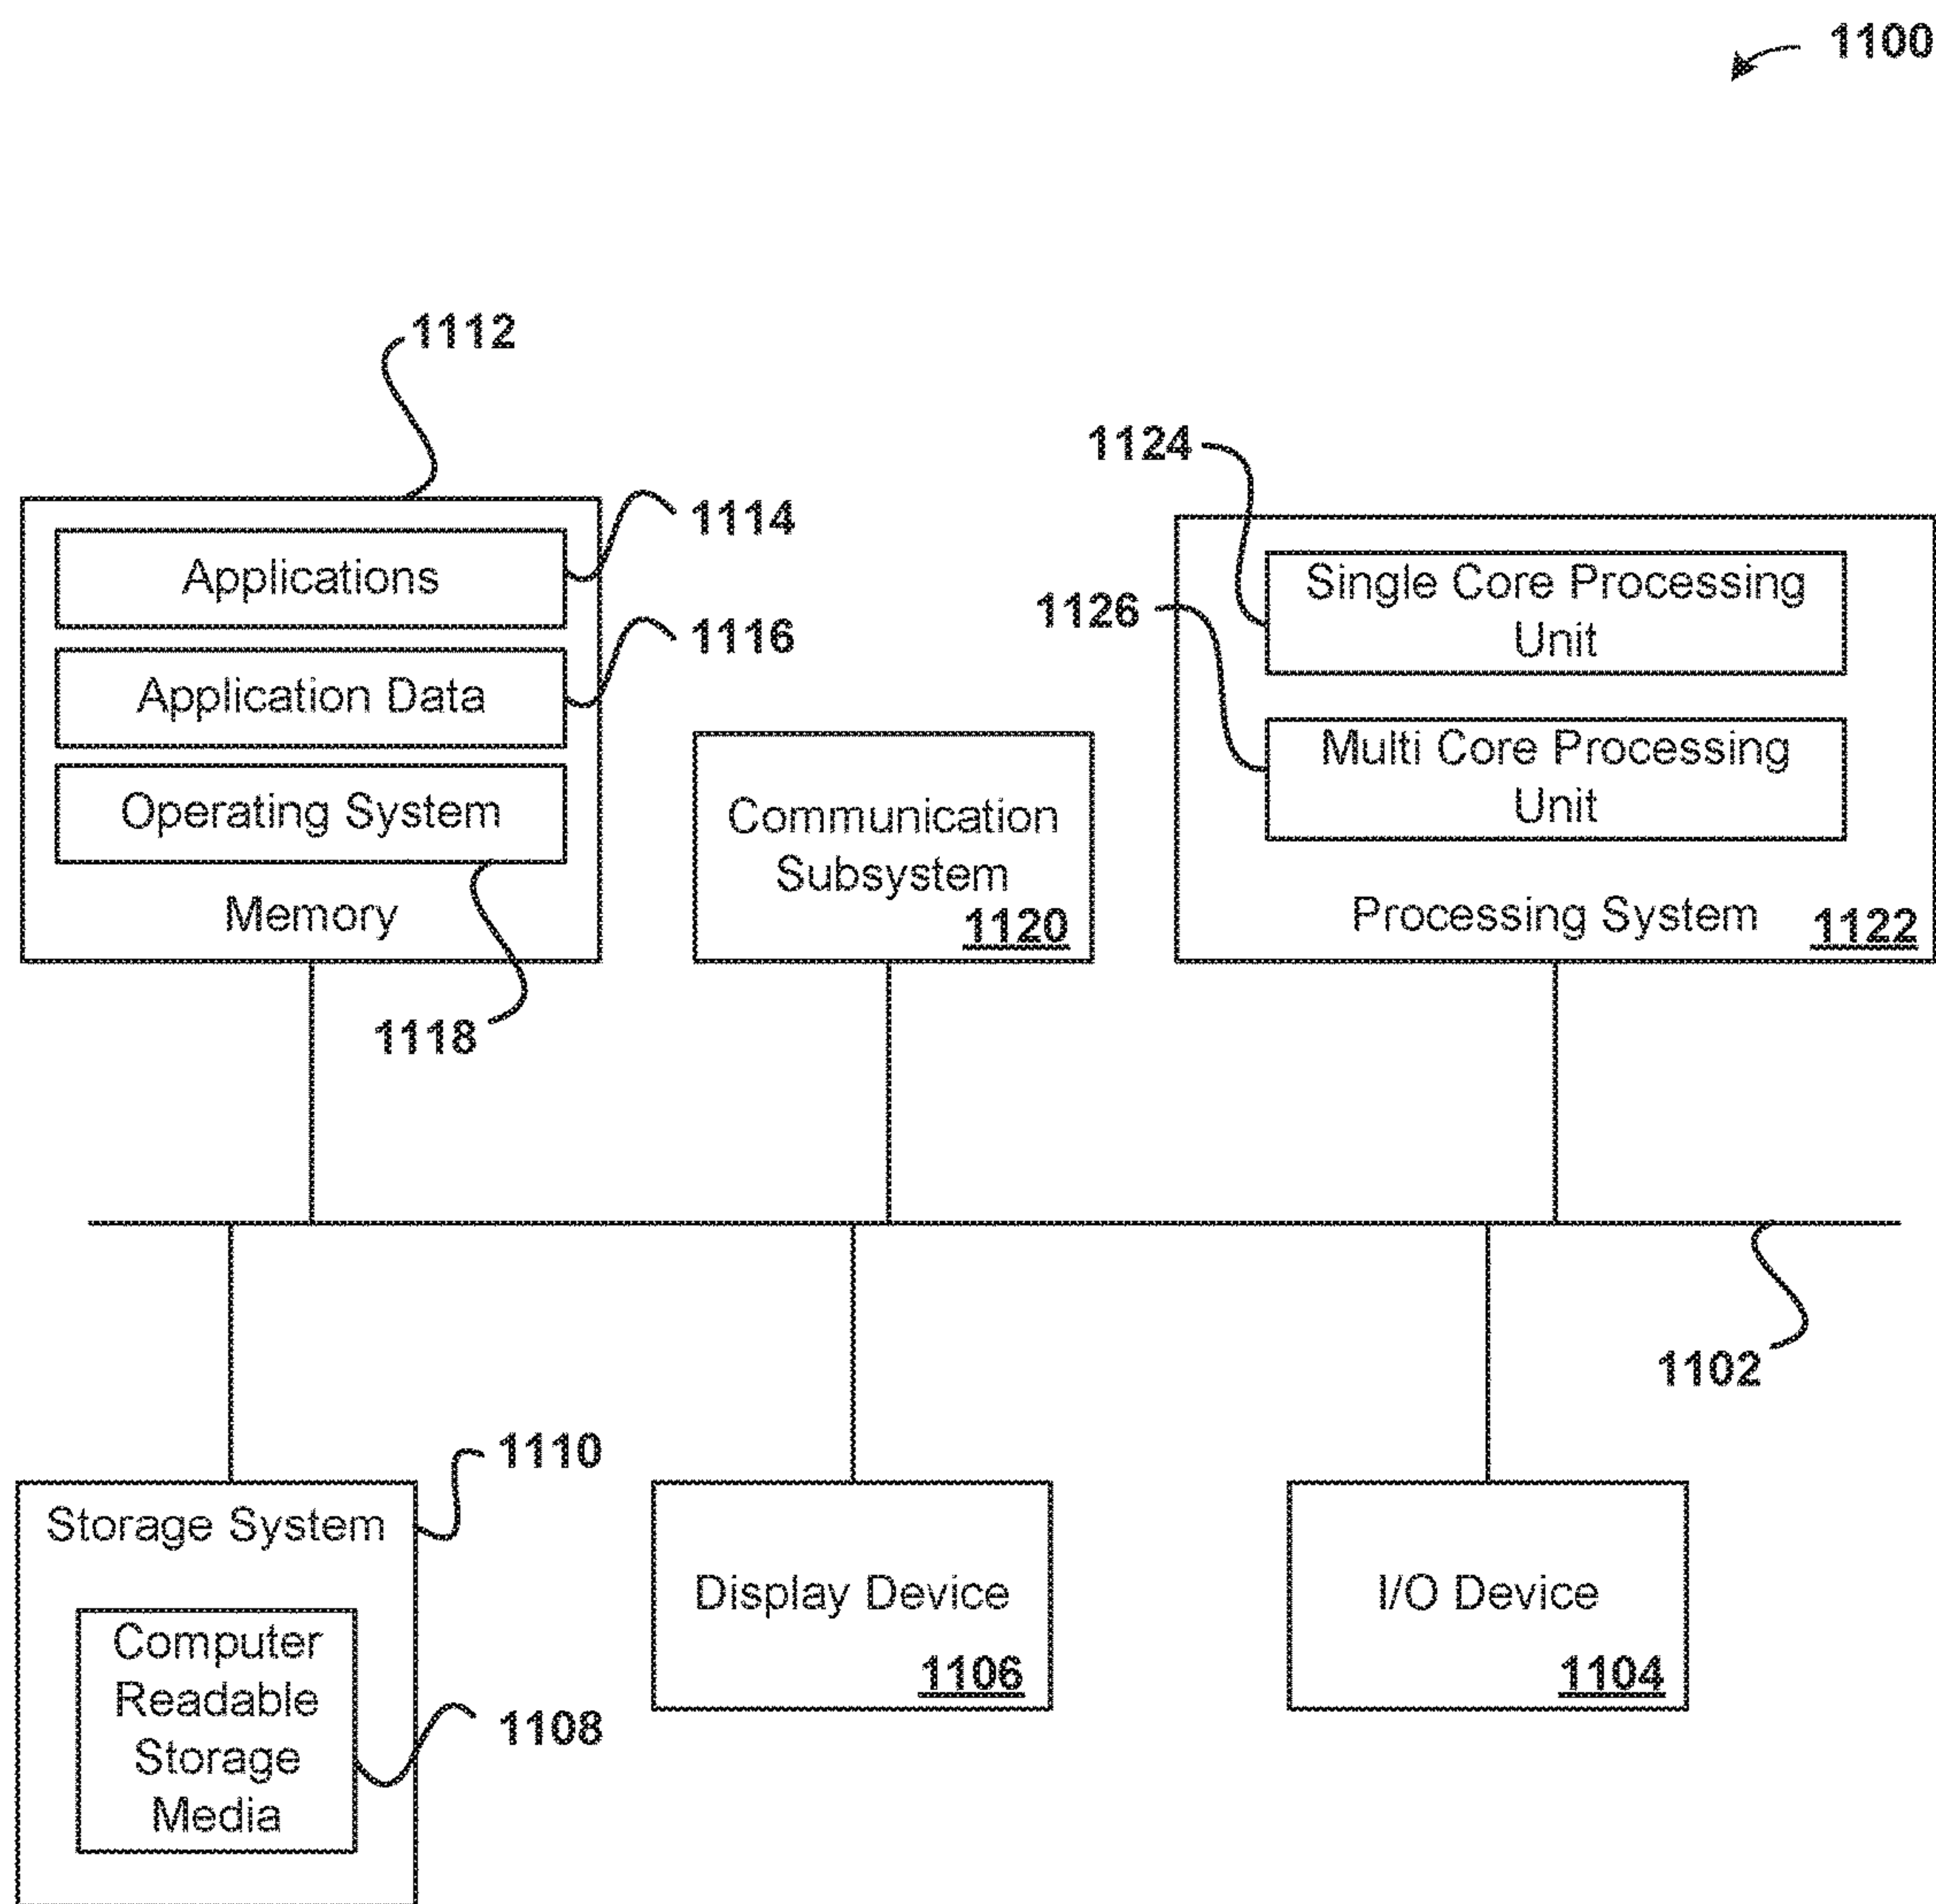 1100
1112
1124
1114
Applications
Single Core Processing
Unit
1126
1116
Application Data
Multi Core Processing
Unit
Operating System
Communication
Subsystem
1120
Memory
Processing System
1122
1118
1102
1110
Storage System
Display Device
1106
I/O Device
1104
Computer
Readable
Storage
Media
1108